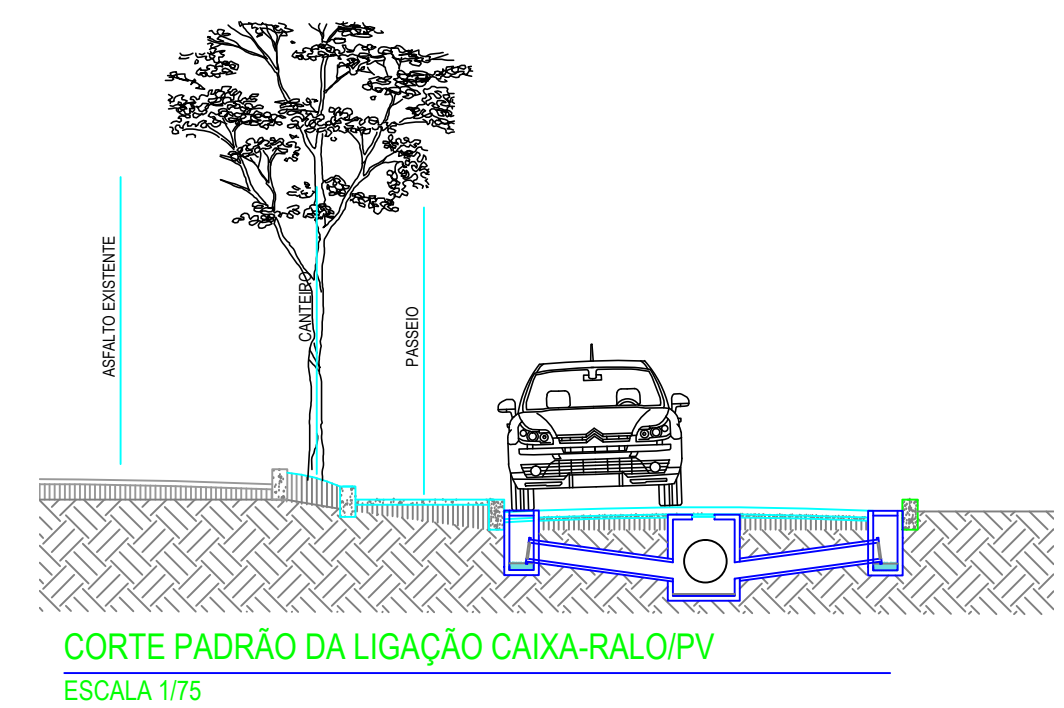 ASFALTO EXISTENTE
CANTEIRO
PASSEIO
CORTE PADRÃO DA LIGAÇÃO CAIXA-RALO/PV
ESCALA 1/75